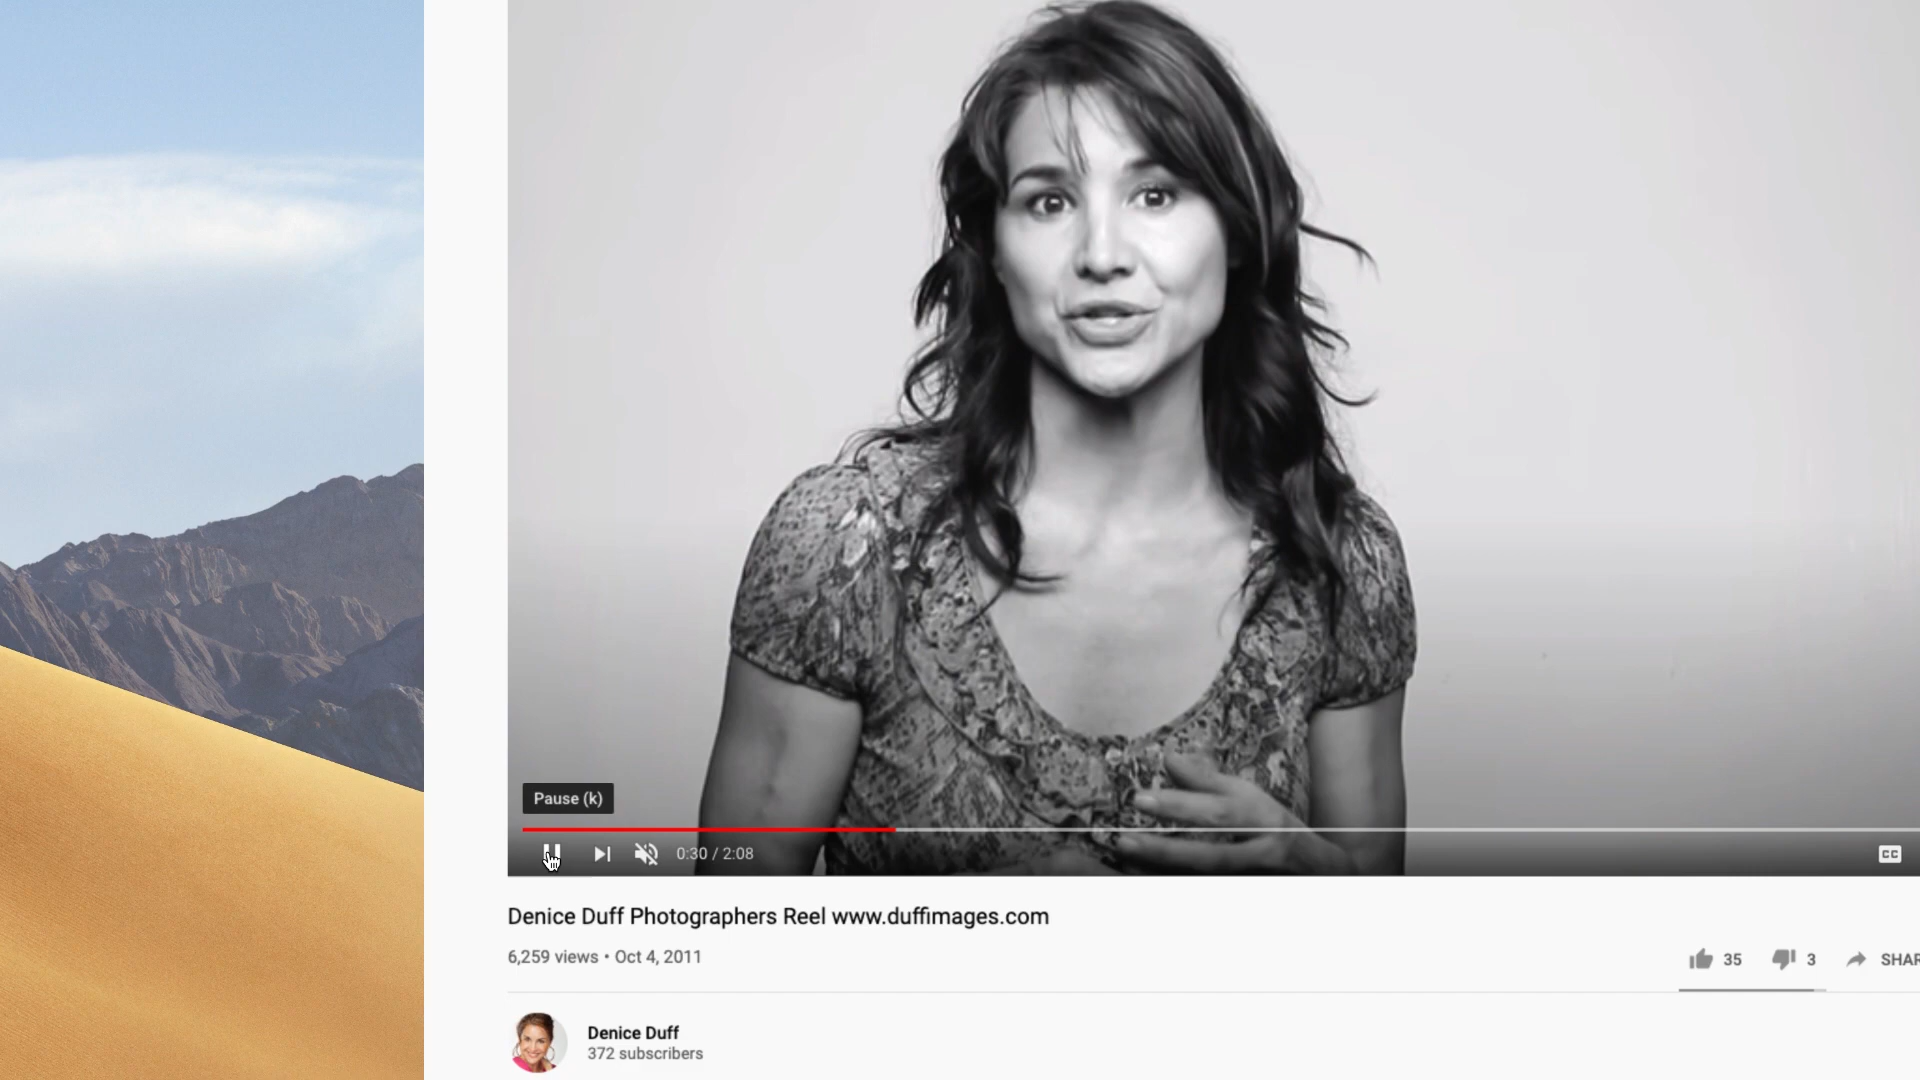 Pause (k)
0:30 / 2:08
CC
Denice Duff Photographers Reel www.duffimages.com
6,259 views • Oct 4, 2011
35
3
SHAR
Denice Duff
372 subscribers